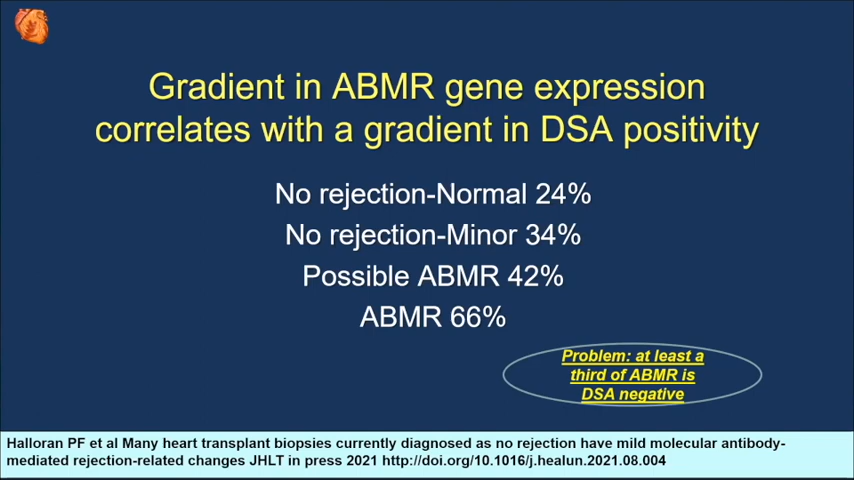 Gradient in ABMR gene expression
correlates with a gradient in DSA positivity
No rejection-Normal 24%
No rejection-Minor 34%
Possible ABMR 42%
ABMR 66%
Problem: at least a
third of ABMR is
DSA negative
Halloran PF et al Many heart transplant biopsies currently diagnosed as no rejection have mild molecular antibody-
mediated rejection-related changes JHLT in press 2021 http://doi.org/10.1016/j.healun.2021.08.004